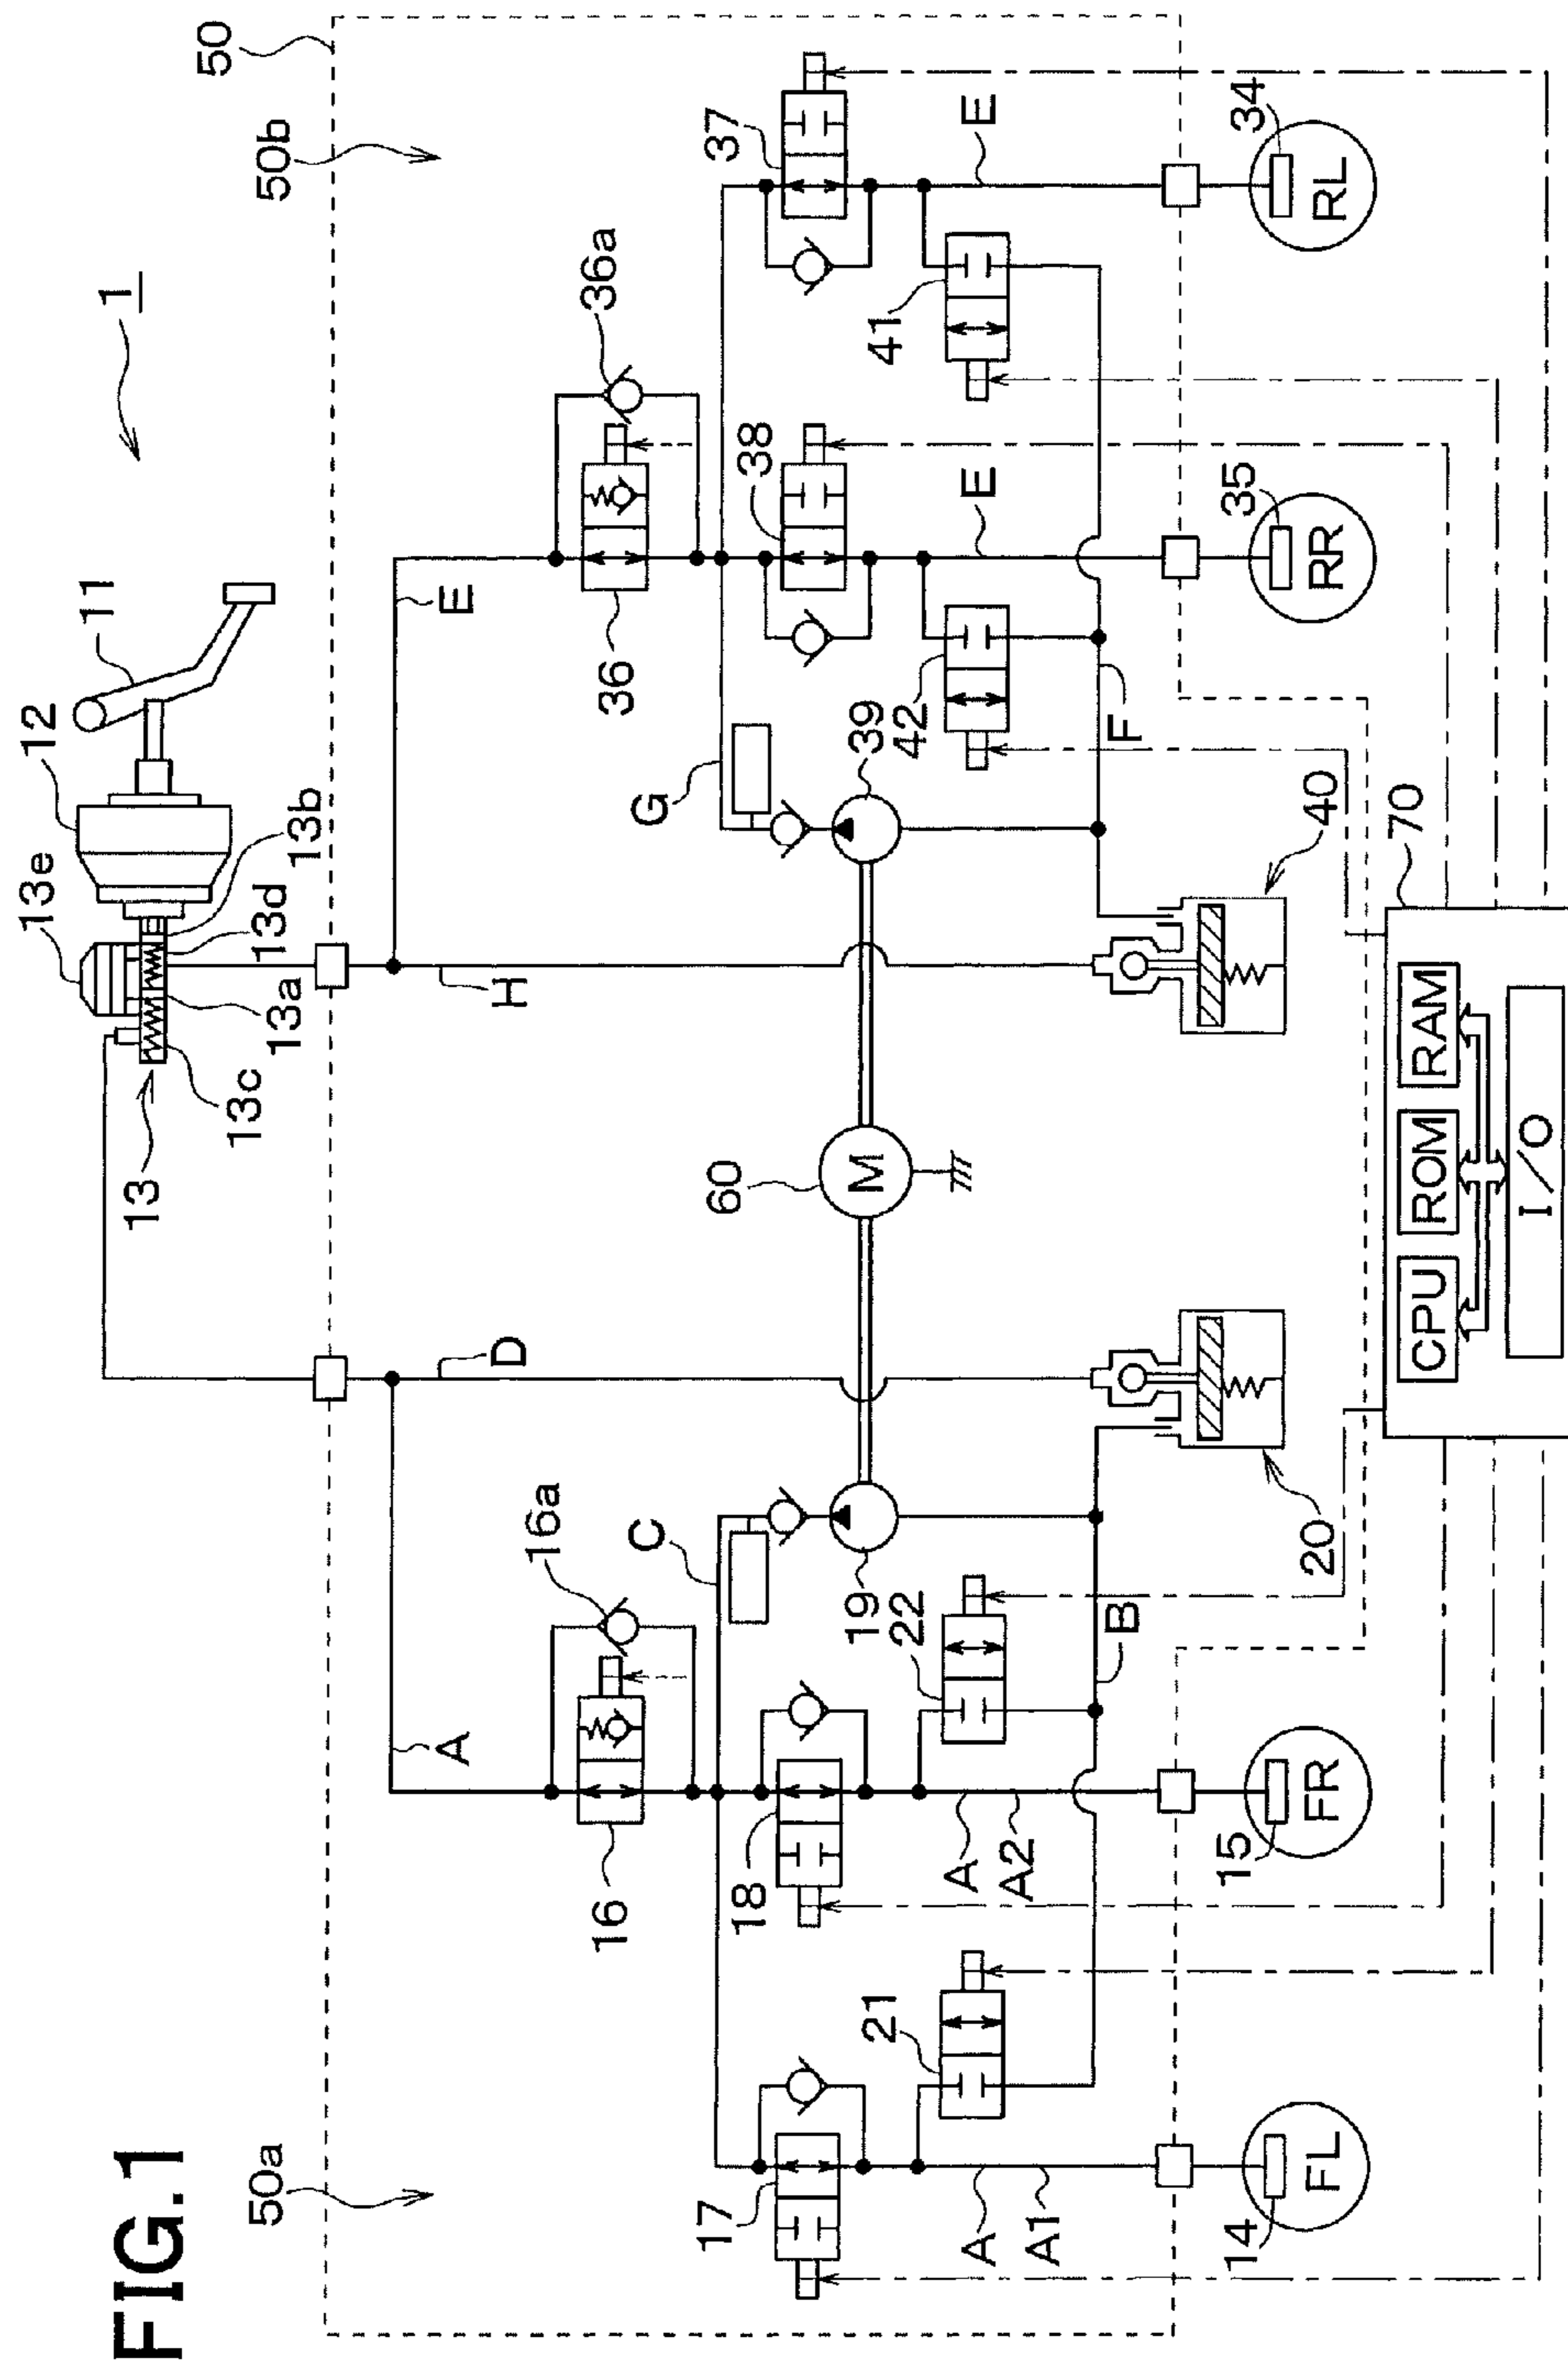 FIG.1
1
11
12
13e
13b
13d
13a
13c
13
50
50a
50b
A
D
H
E
16a
16
36a
36
C
G
60
M
17
18
19
22
21
39
42
38
37
41
A
A1
A
A2
B
F
E
E
20
40
14
FL
15
FR
35
RR
34
RL
70
CPU
ROM
RAM
I/O